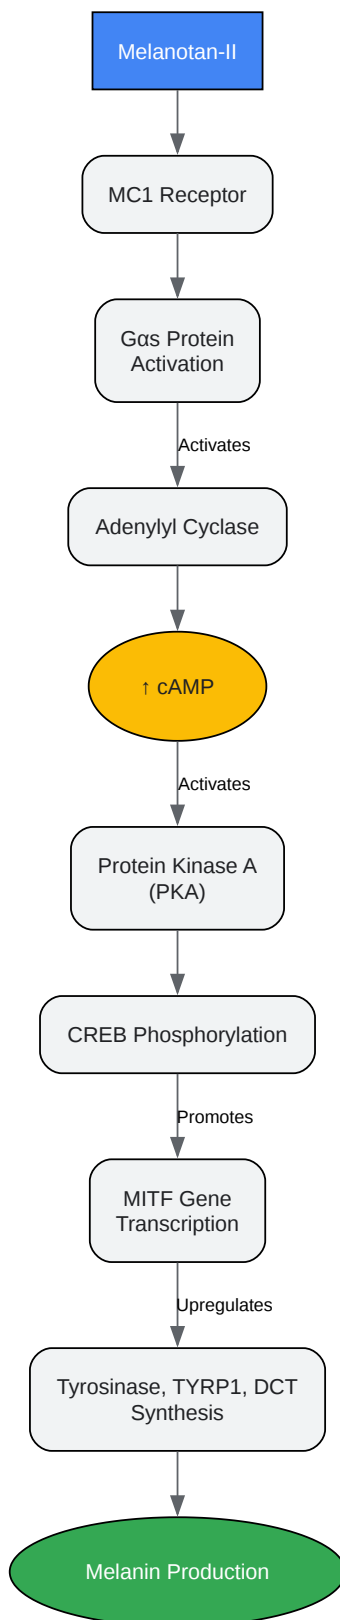 Melanotan-II
MC1 Receptor
Gαs Protein
Activation
Activates
Adenylyl Cyclase
↑ cAMP
Activates
Protein Kinase A
(PKA)
CREB Phosphorylation
Promotes
MITF Gene
Transcription
Upregulates
Tyrosinase, TYRP1, DCT
Synthesis
Melanin Production